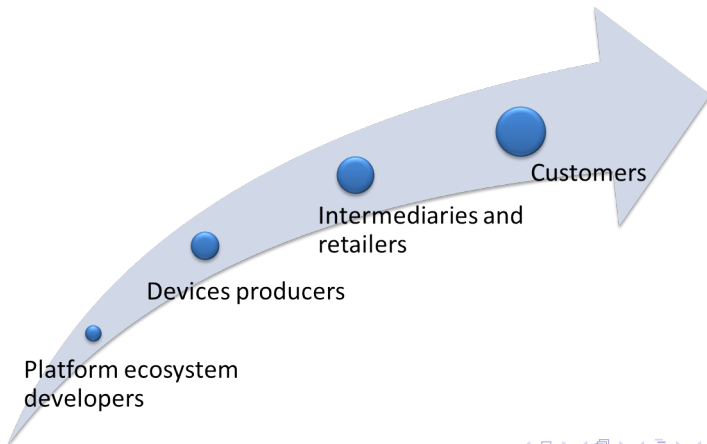 Customers
Intermediaries and
retailers
Devices producers
Platform ecosystem
developers